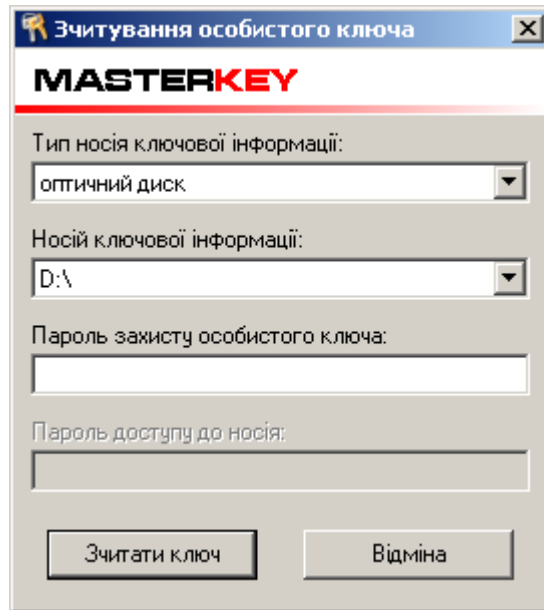 Зчитування особистого ключа
MASTERKEY
Тип носія ключової інформації:
оптичний диск
Носій ключової інформації:
D:\
Пароль захисту особистого ключа:
Пароль доступу до носія:
Зчитати ключ
Відміна